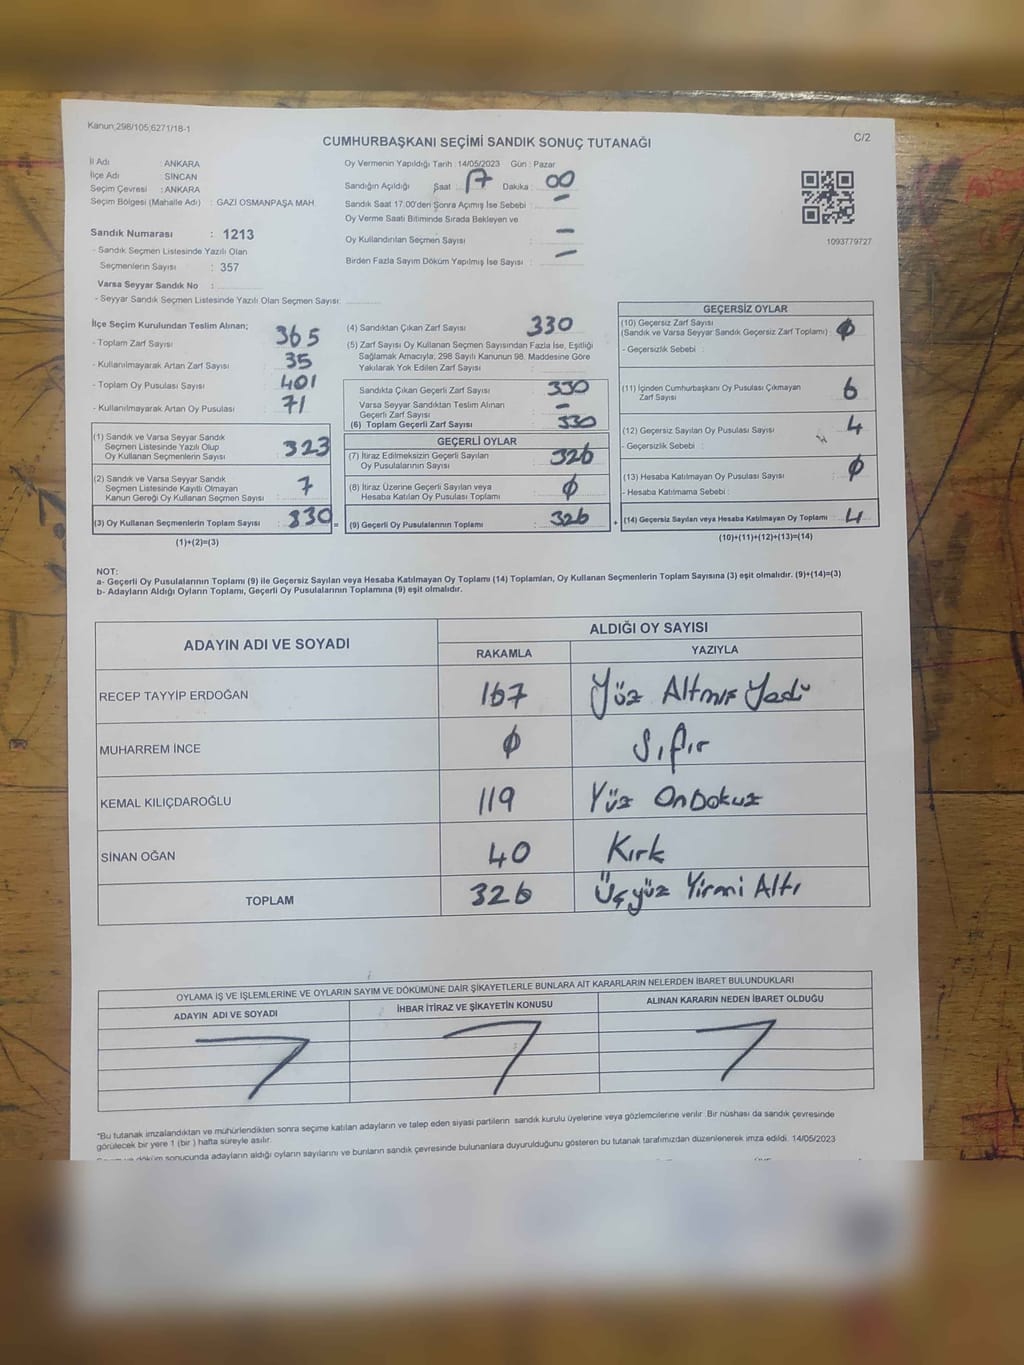 Kanun;298/105;6271/18-1
C/2
CUMHURBAŞKANI SEÇİMİ SANDIK SONUÇ TUTANAĞI
İl Adı : ANKARA
İlçe Adı : SİNCAN
Seçim Çevresi : ANKARA
Seçim Bölgesi (Mahalle Adı) : GAZİ OSMANPAŞA MAH.
Sandık Numarası : 1213
- Sandık Seçmen Listesinde Yazılı Olan
Seçmenlerin Sayısı : 357
Varsa Seyyar Sandık No :
- Seyyar Sandık Seçmen Listesinde Yazılı Olan Seçmen Sayısı:
Oy Vermenin Yapıldığı Tarih :14/05/2023 Gün : Pazar
Sandığın Açıldığı Saat : 17 Dakika : 00
Sandık Saat 17.00'den Sonra Açımış İse Sebebi : -
Oy Verme Saati Bitiminde Sırada Bekleyen ve
Oy Kullandırılan Seçmen Sayısı : -
Birden Fazla Sayım Döküm Yapılmış İse Sayısı : -
1093779727
İlçe Seçim Kurulundan Teslim Alınan;
- Toplam Zarf Sayısı : 365
- Kullanılmayarak Artan Zarf Sayısı : 35
- Toplam Oy Pusulası Sayısı : 401
- Kullanılmayarak Artan Oy Pusulası : 71
(1) Sandık ve Varsa Seyyar Sandık
Seçmen Listesinde Yazılı Olup
Oy Kullanan Seçmenlerin Sayısı : 323
(2) Sandık ve Varsa Seyyar Sandık
Seçmen Listesinde Kayıtlı Olmayan
Kanun Gereği Oy Kullanan Seçmen Sayısı : 7
(3) Oy Kullanan Seçmenlerin Toplam Sayısı : 330 =
(1)+(2)=(3)
(4) Sandıktan Çıkan Zarf Sayısı : 330
(5) Zarf Sayısı Oy Kullanan Seçmen Sayısından Fazla İse, Eşitliği
Sağlamak Amacıyla, 298 Sayılı Kanunun 98. Maddesine Göre
Yakılarak Yok Edilen Zarf Sayısı :
Sandıkta Çıkan Geçerli Zarf Sayısı : 330
Varsa Seyyar Sandıktan Teslim Alınan
Geçerli Zarf Sayısı : -
(6) Toplam Geçerli Zarf Sayısı : 330
GEÇERLİ OYLAR
(7) İtiraz Edilmeksizin Geçerli Sayılan
Oy Pusulalarının Sayısı : 326
(8) İtiraz Üzerine Geçerli Sayılan veya
Hesaba Katılan Oy Pusulası Toplamı : 0
(9) Geçerli Oy Pusulalarının Toplamı : 326 +
GEÇERSİZ OYLAR
(10) Geçersiz Zarf Sayısı
(Sandık ve Varsa Seyyar Sandık Geçersiz Zarf Toplamı) : 0
- Geçersizlik Sebebi :
(11) İçinden Cumhurbaşkanı Oy Pusulası Çıkmayan
Zarf Sayısı : 6
(12) Geçersiz Sayılan Oy Pusulası Sayısı : 4
- Geçersizlik Sebebi :
(13) Hesaba Katılmayan Oy Pusulası Sayısı : 0
- Hesaba Katılmama Sebebi :
(14) Geçersiz Sayılan veya Hesaba Katılmayan Oy Toplamı : 4
(10)+(11)+(12)+(13)=(14)
NOT:
a- Geçerli Oy Pusulalarının Toplamı (9) ile Geçersiz Sayılan veya Hesaba Katılmayan Oy Toplamı (14) Toplamları, Oy Kullanan Seçmenlerin Toplam Sayısına (3) eşit olmalıdır. (9)+(14)=(3)
b- Adayların Aldığı Oyların Toplamı, Geçerli Oy Pusulalarının Toplamına (9) eşit olmalıdır.
ADAYIN ADI VE SOYADI
ALDIĞI OY SAYISI
RAKAMLA YAZIYLA
RECEP TAYYİP ERDOĞAN 167 Yüz Altmış Yedi
MUHARREM İNCE 0 Sıfır
KEMAL KILIÇDAROĞLU 119 Yüz OnDokuz
SİNAN OĞAN 40 Kırk
TOPLAM 326 Üçyüz Yirmi Altı
OYLAMA İŞ VE İŞLEMLERİNE VE OYLARIN SAYIM VE DÖKÜMÜNE DAİR ŞİKAYETLERLE BUNLARA AİT KARARLARIN NELERDEN İBARET BULUNDUKLARI
ADAYIN ADI VE SOYADI İHBAR İTİRAZ VE ŞİKAYETİN KONUSU ALINAN KARARIN NEDEN İBARET OLDUĞU
*Bu tutanak imzalandıktan ve mühürlendikten sonra seçime katılan adayların ve talep eden siyasi partilerin sandık kurulu üyelerine veya gözlemcilerine verilir. Bir nüshası da sandık çevresinde
görülecek bir yere 1 (bir ) hafta süreyle asılır.
döküm sonucunda adayların aldığı oyların sayılarını ve bunların sandık çevresinde bulunanlara duyurulduğunu gösteren bu tutanak tarafımızdan düzenlenerek imza edildi. 14/05/2023